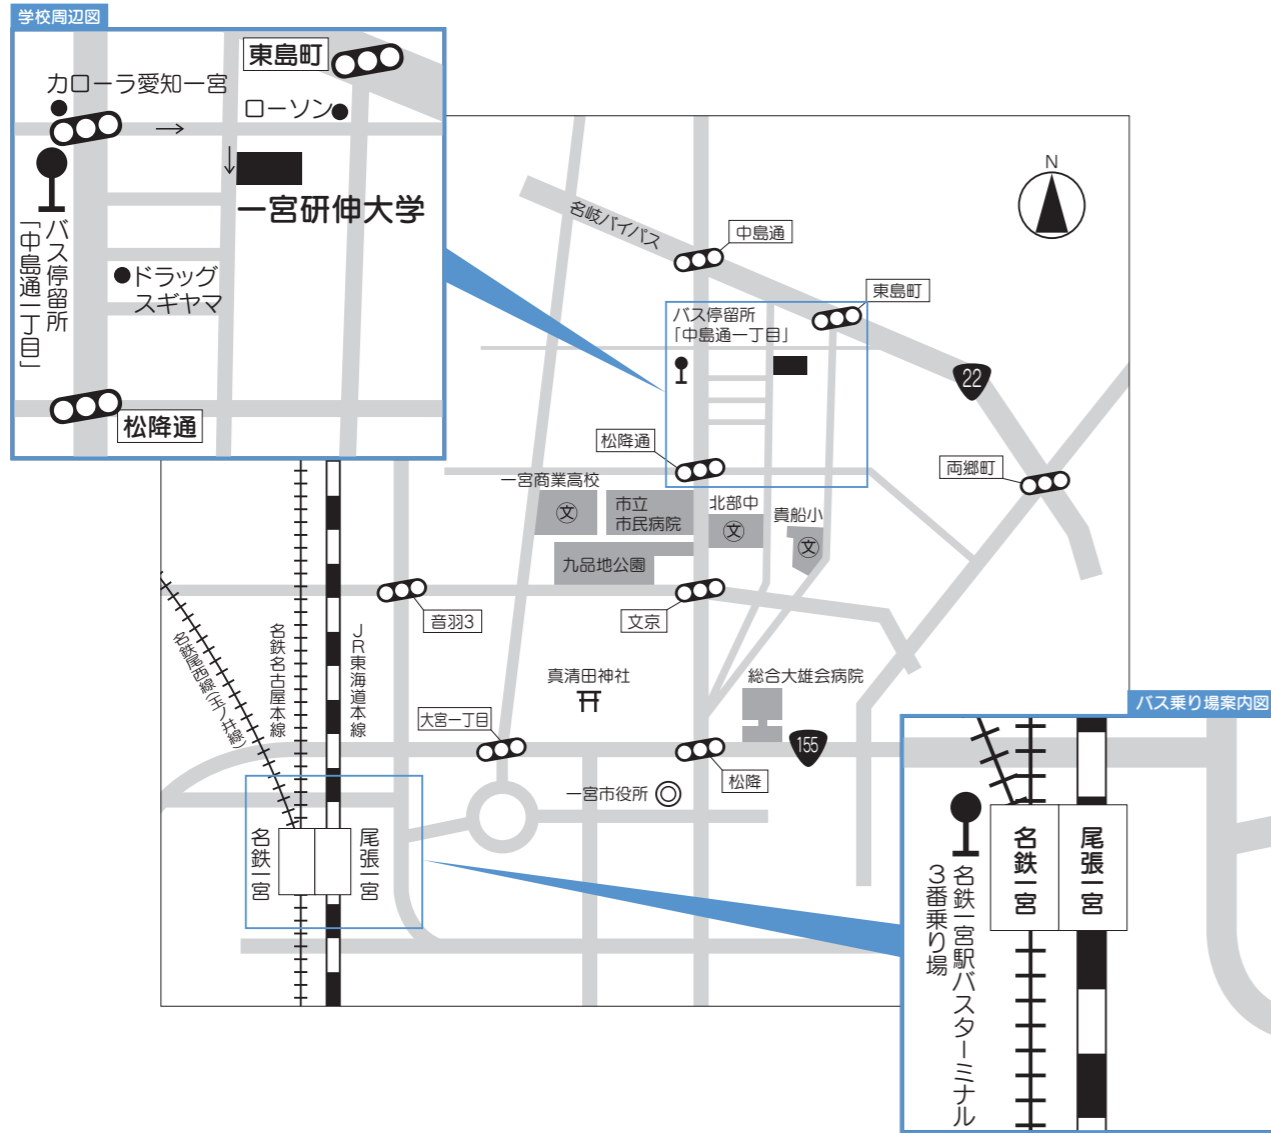 学校周辺図
東島町
カローラ愛知一宮
ローソン
一宮研伸大学
バス停留所
「中島通一丁目」
ドラッグ
スギヤマ
松降通
N
名岐バイパス
中島通
東島町
バス停留所
「中島通一丁目」
22
松降通
両郷町
一宮商業高校
文
市立
市民病院
北部中
文
貴船小
文
九品地公園
音羽3
文京
名鉄尾西線(玉ノ井線)
名鉄名古屋本線
JR東海道本線
真清田神社
総合大雄会病院
大宮一丁目
155
松降
一宮市役所
名鉄一宮
尾張一宮
バス乗り場案内図
名鉄一宮
尾張一宮
名鉄一宮駅バスターミナル
3番乗り場